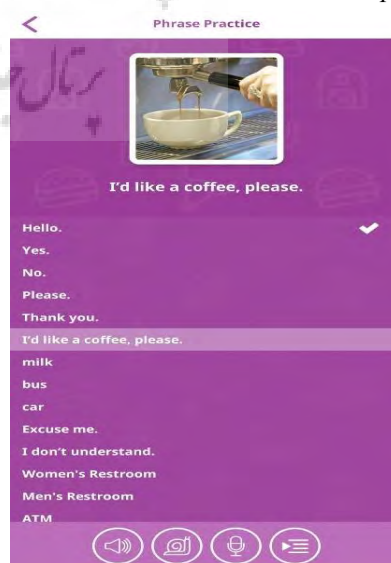 Phrase Practice
I'd like a coffee, please.
Hello.
Yes.
No.
Please.
Thank you.
I'd like a coffee, please.
milk
bus
car
Excuse me.
I don't understand.
Women's Restroom
Men's Restroom
ATM